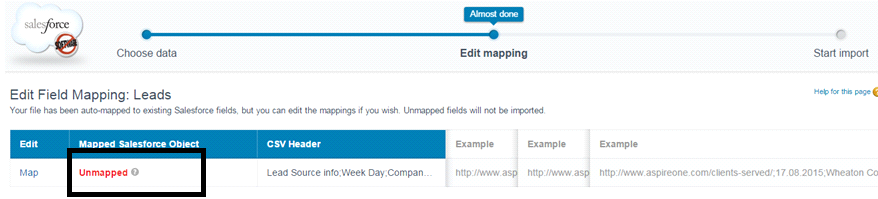 Almost done
salesforce
SOFTWARE
Choose data
Edit mapping
Start import
Edit Field Mapping: Leads
Help for this page
Your file has been auto-mapped to existing Salesforce fields, but you can edit the mappings if you wish. Unmapped fields will not be imported.
Edit Mapped Salesforce Object CSV Header Example Example Example
Map Unmapped ? Lead Source info;Week Day;Compan... http://www.asp http://www.asp http://www.aspireone.com/clients-served/;17.08.2015;Wheaton Co